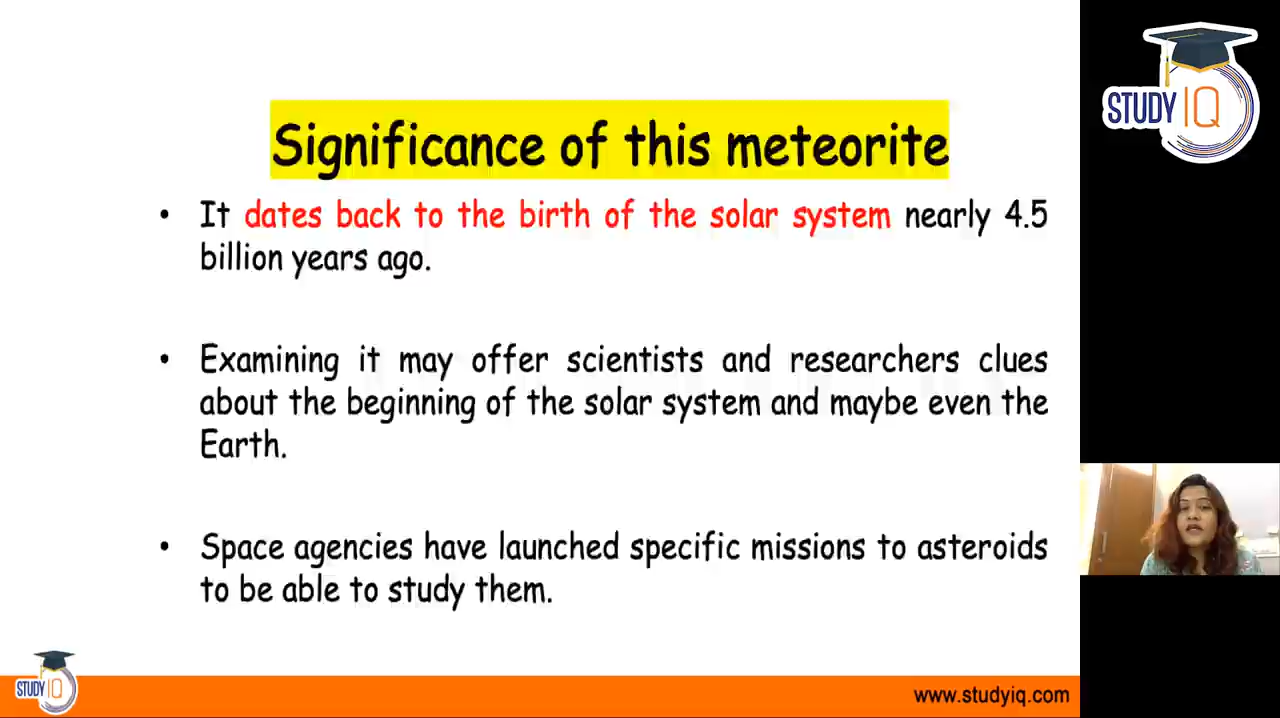 STUDY IQ
Significance of this meteorite
• It dates back to the birth of the solar system nearly 4.5
billion years ago.
• Examining it may offer scientists and researchers clues
about the beginning of the solar system and maybe even the
Earth.
• Space agencies have launched specific missions to asteroids
to be able to study them.
STUDY IQ
www.studyiq.com